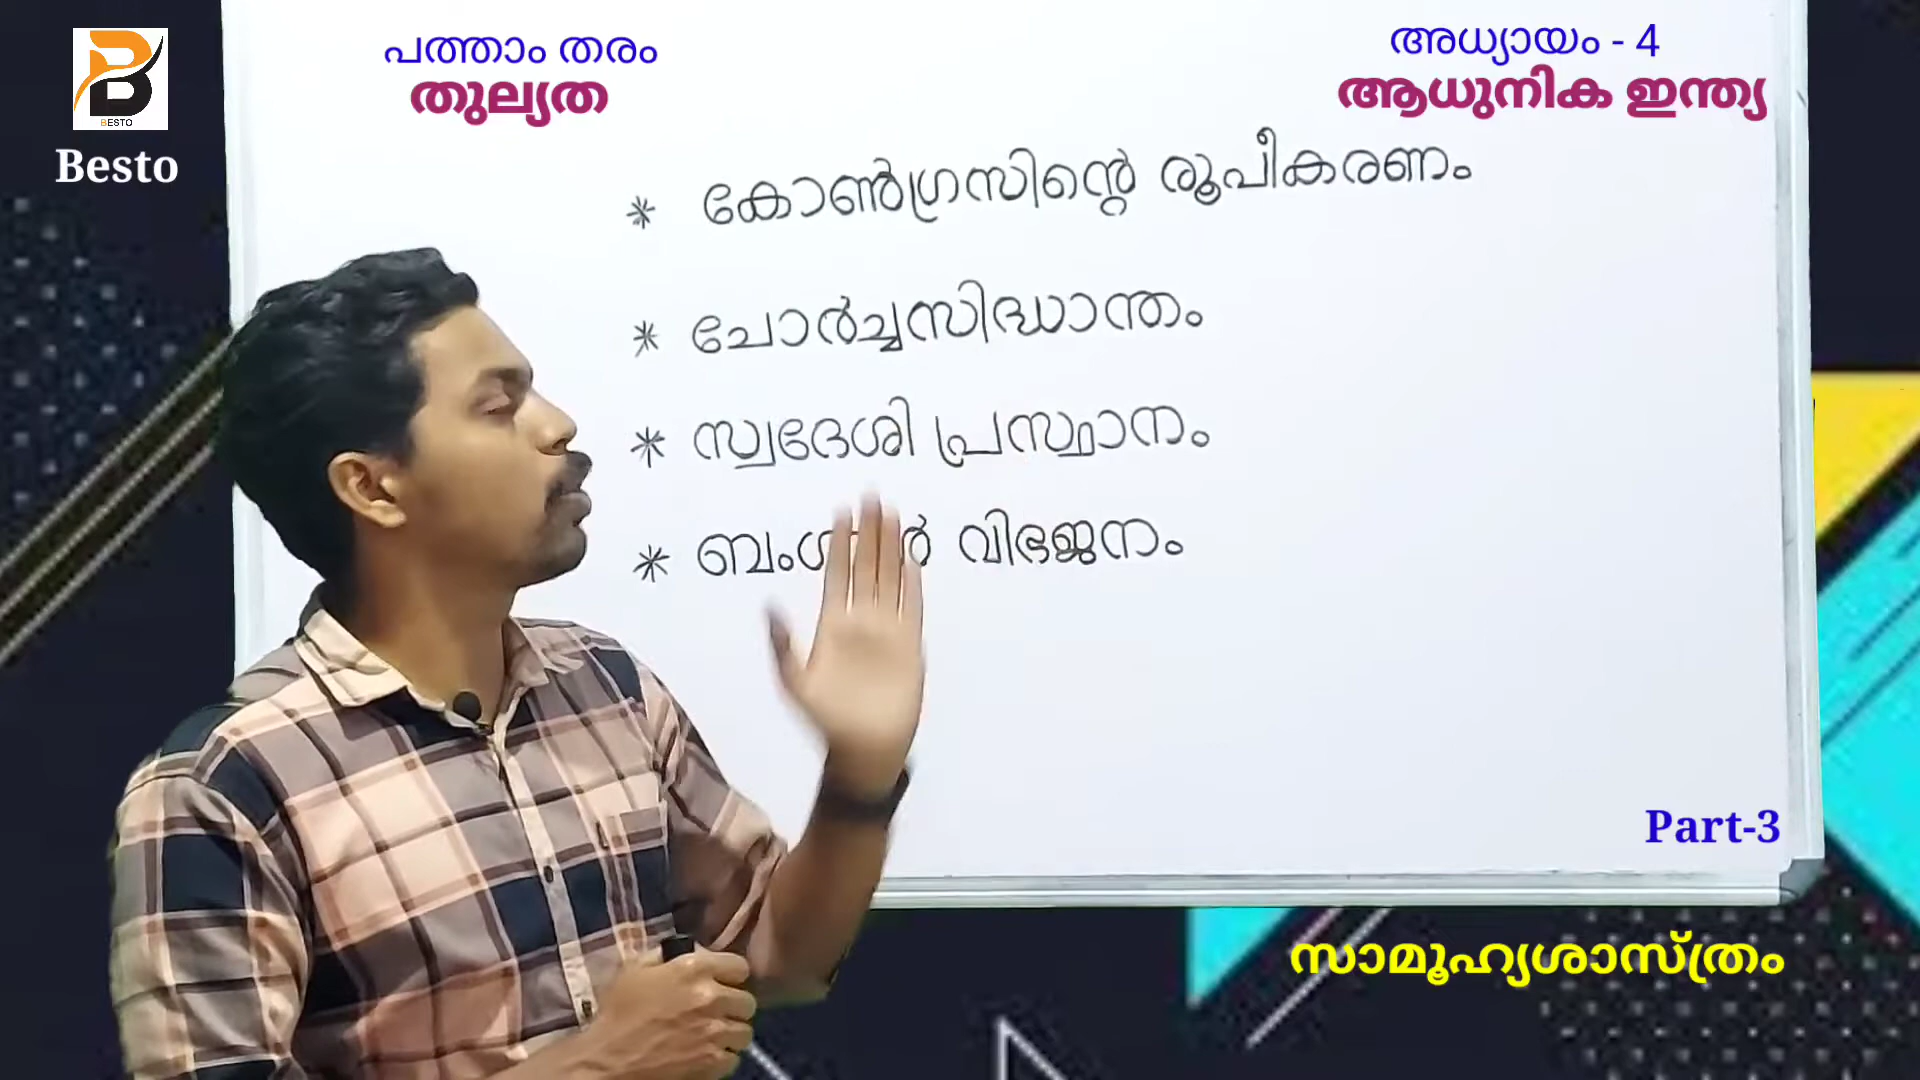 BESTO
Besto
പത്താം തരം
തുല്യത
അധ്യായം - 4
ആധുനിക ഇന്ത്യ
* കോൺഗ്രസിന്റെ രൂപീകരണം
* ചോർച്ചസിദ്ധാന്തം
* സ്വദേശി പ്രസ്ഥാനം
* വിഭജനം
Part-3
സാമൂഹ്യശാസ്ത്രം